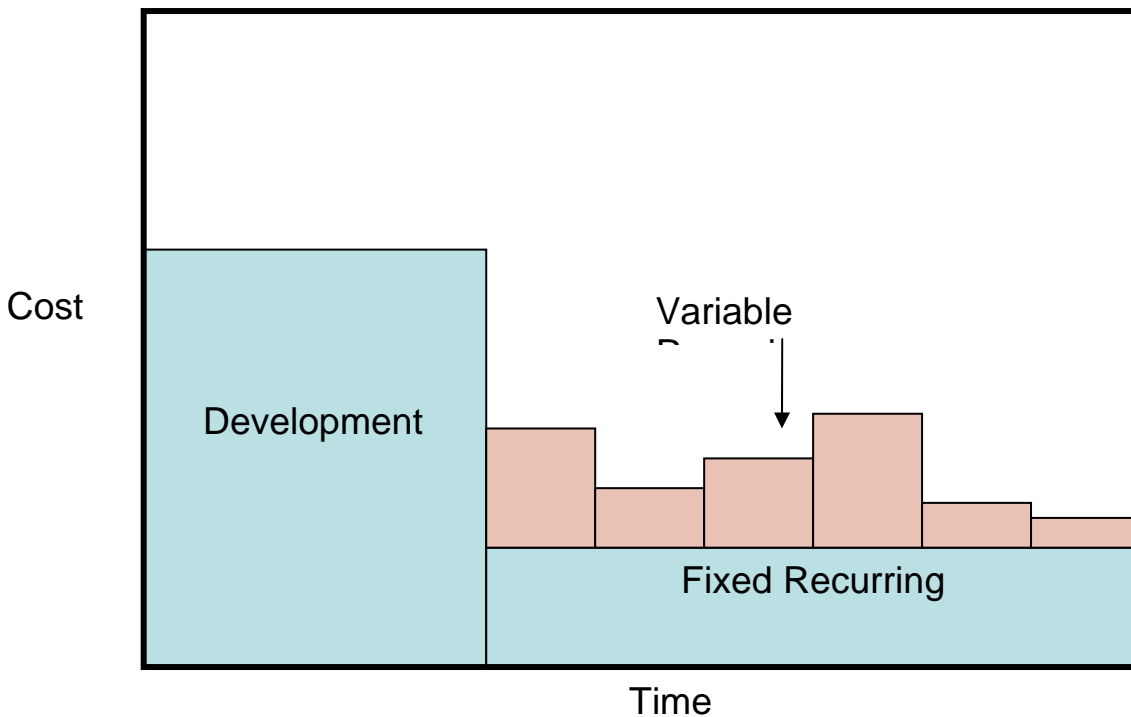 Cost
Variable
Development
Fixed Recurring
Time